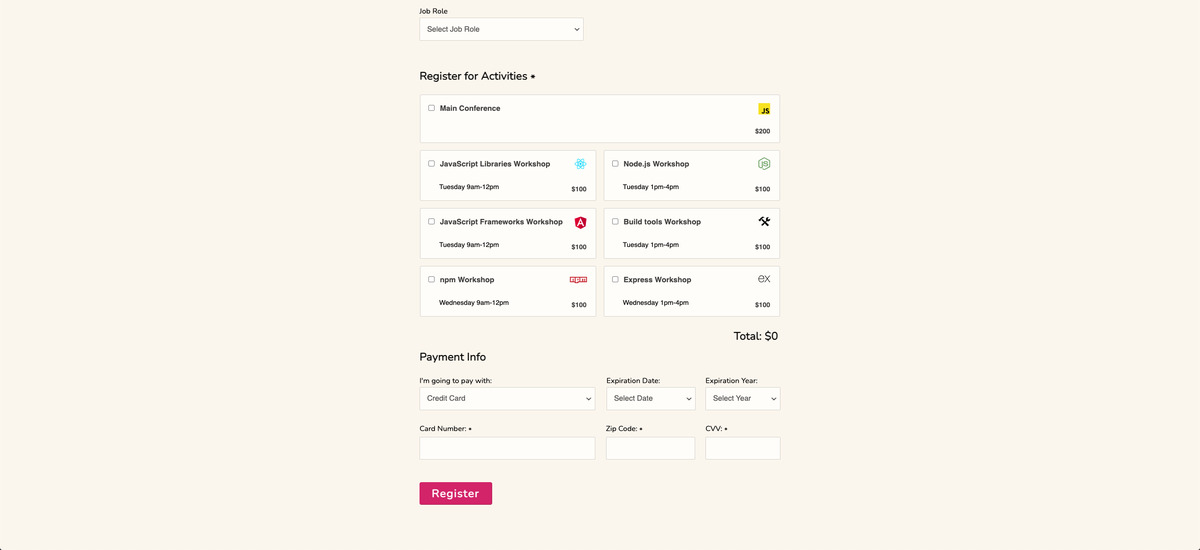 Job Role
Select Job Role
Register for Activities *
Main Conference
JS
$200
JavaScript Libraries Workshop
Tuesday 9am-12pm
$100
Node.js Workshop
JS
Tuesday 1pm-4pm
$100
JavaScript Frameworks Workshop
A
Tuesday 9am-12pm
$100
Build tools Workshop
Tuesday 1pm-4pm
$100
npm Workshop
npm
Wednesday 9am-12pm
$100
Express Workshop
ex
Wednesday 1pm-4pm
$100
Total: $0
Payment Info
I'm going to pay with:
Credit Card
Expiration Date:
Select Date
Expiration Year:
Select Year
Card Number: *
Zip Code: *
CVV: *
Register